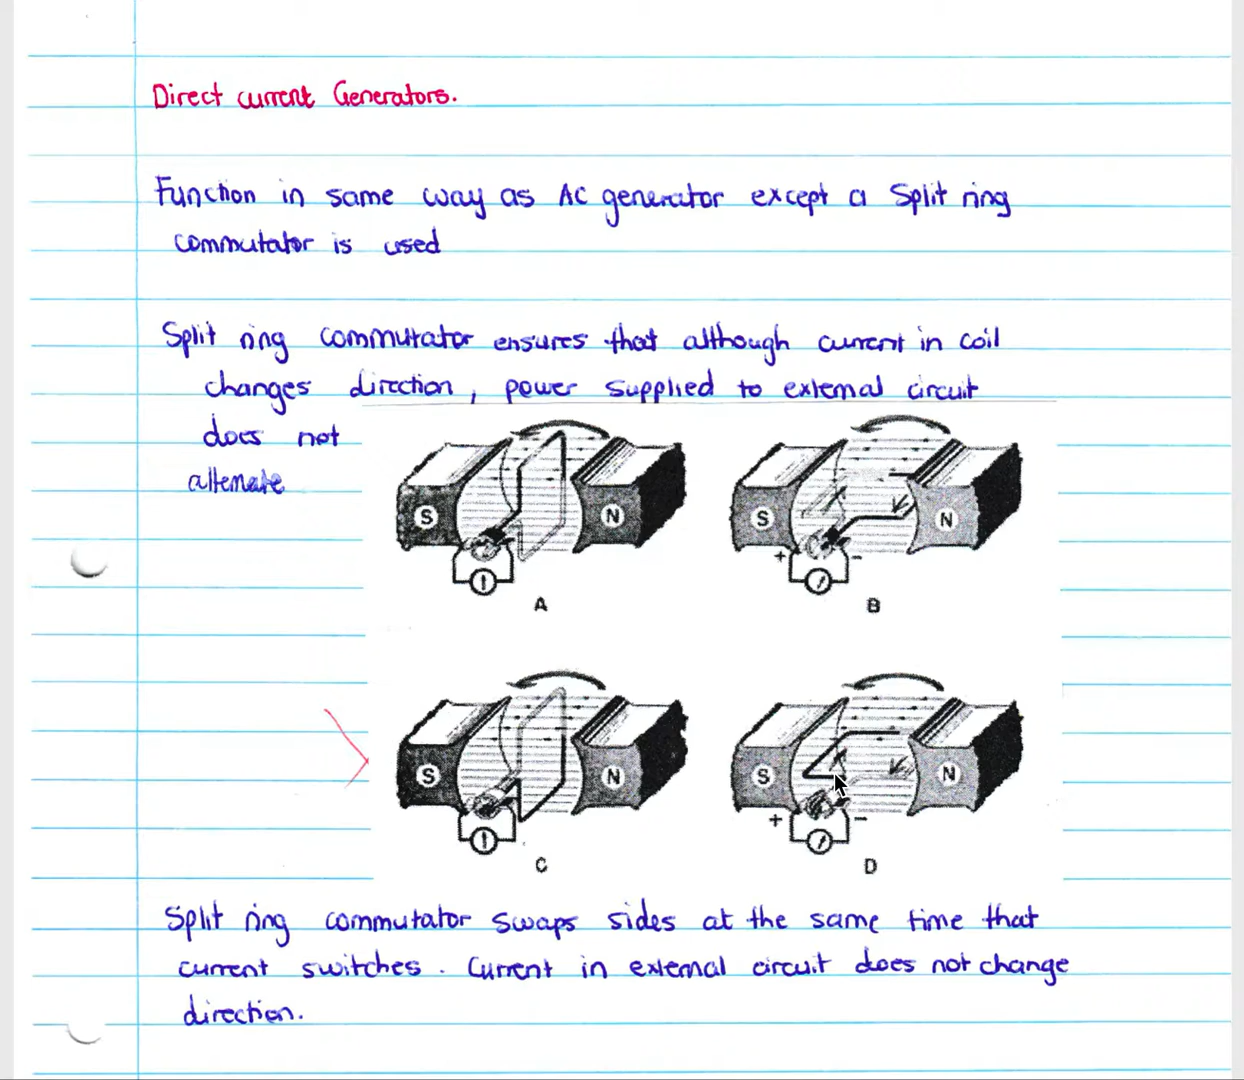 Direct current Generators.
Function in same way as AC generator except a Split ring
commutator is used
Split ring commutator ensures that although current in coil
changes direction, power supplied to external circuit
does not
alternate
S N
A
S N
+ -
B
S N
C
S N
+ -
D
Split ring commutator swaps sides at the same time that
current switches. Current in external circuit does not change
direction.